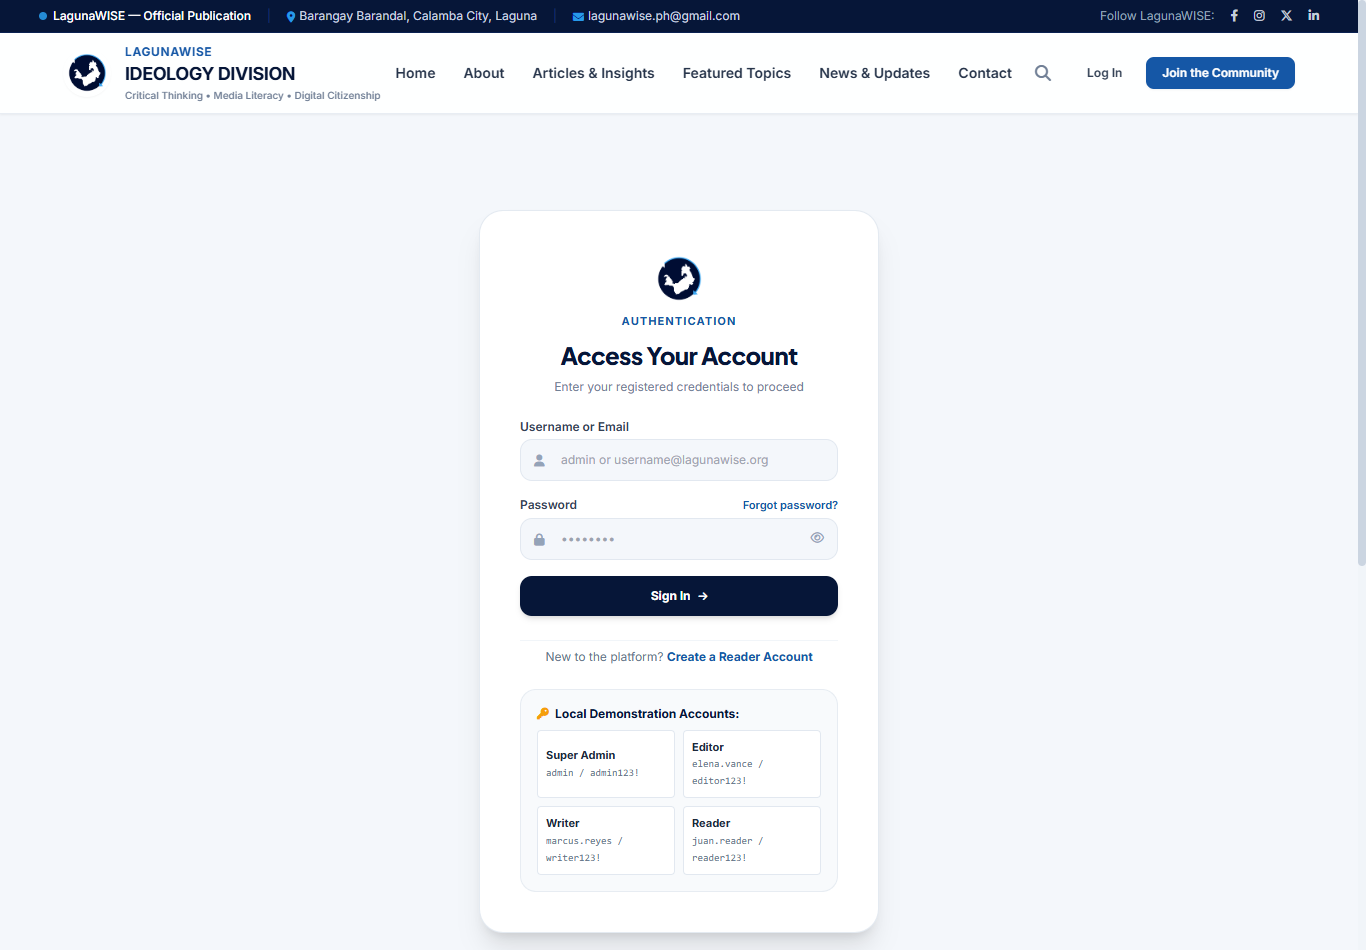 LagunaWISE — Official Publication
Barangay Barandal, Calamba City, Laguna
lagunawise.ph@gmail.com
Follow LagunaWISE:
LAGUNAWISE
IDEOLOGY DIVISION
Critical Thinking • Media Literacy • Digital Citizenship
Home
About
Articles & Insights
Featured Topics
News & Updates
Contact
Log In
Join the Community
AUTHENTICATION
Access Your Account
Enter your registered credentials to proceed
Username or Email
admin or username@lagunawise.org
Password
Forgot password?
••••••••
Sign In →
New to the platform? Create a Reader Account
Local Demonstration Accounts:
Super Admin
admin / admin123!
Editor
elena.vance /
editor123!
Writer
marcus.reyes /
writer123!
Reader
juan.reader /
reader123!